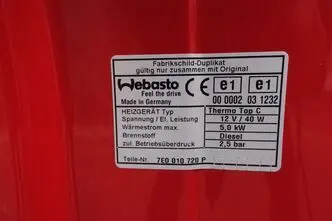 Fabrikschild-Duplikat
gültig nur zusammen mit Original
Webasto
Feel the drive
Made in Germany
CE e1 e1
00 0002 03 1232
HEIZGERÄT Typ Thermo Top C
Spannung / El. Leistung 12 V / 40 W
Wärmestrom max. 5,0 kW
Brennstoff Diesel
zul. Betriebsüberdruck 2,5 bar
Teile-Nr. 7E0 010 720 P